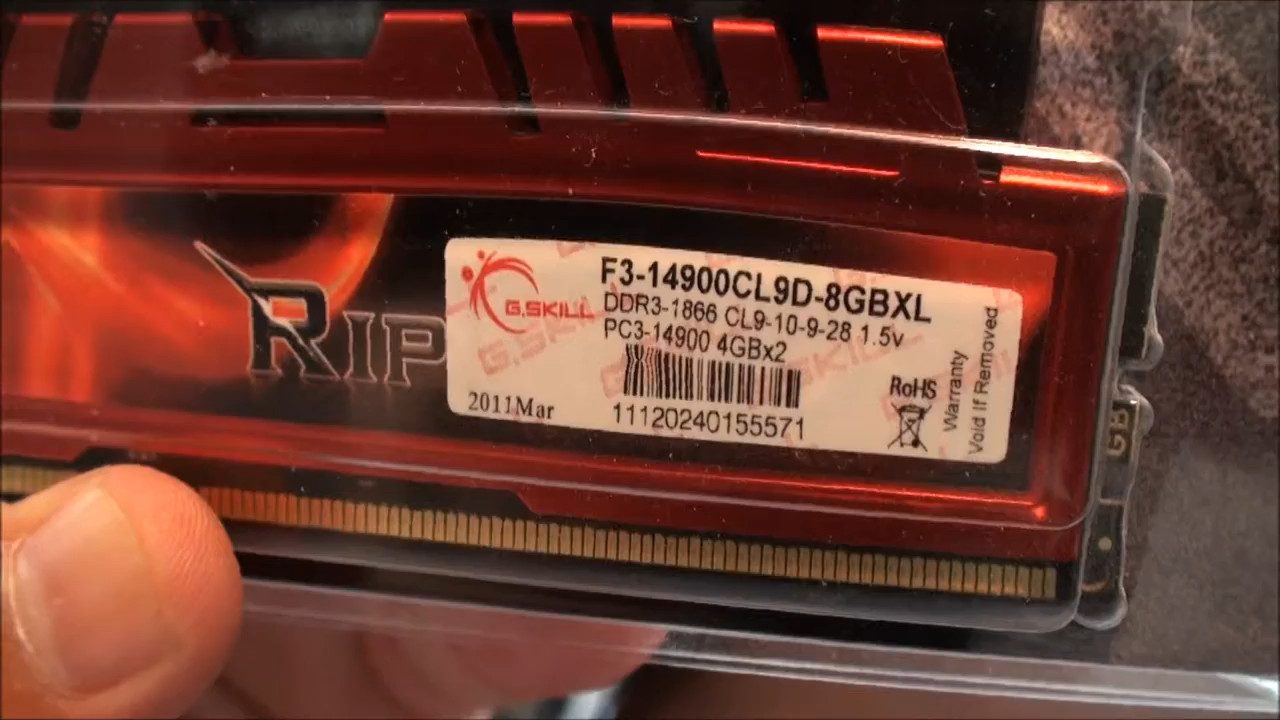 RIP
G.SKILL
F3-14900CL9D-8GBXL
DDR3-1866 CL9-10-9-28 1.5v
PC3-14900 4GBx2
2011Mar
11120240155571
RoHS
Warranty
Void If Removed
G.SKILL
GB